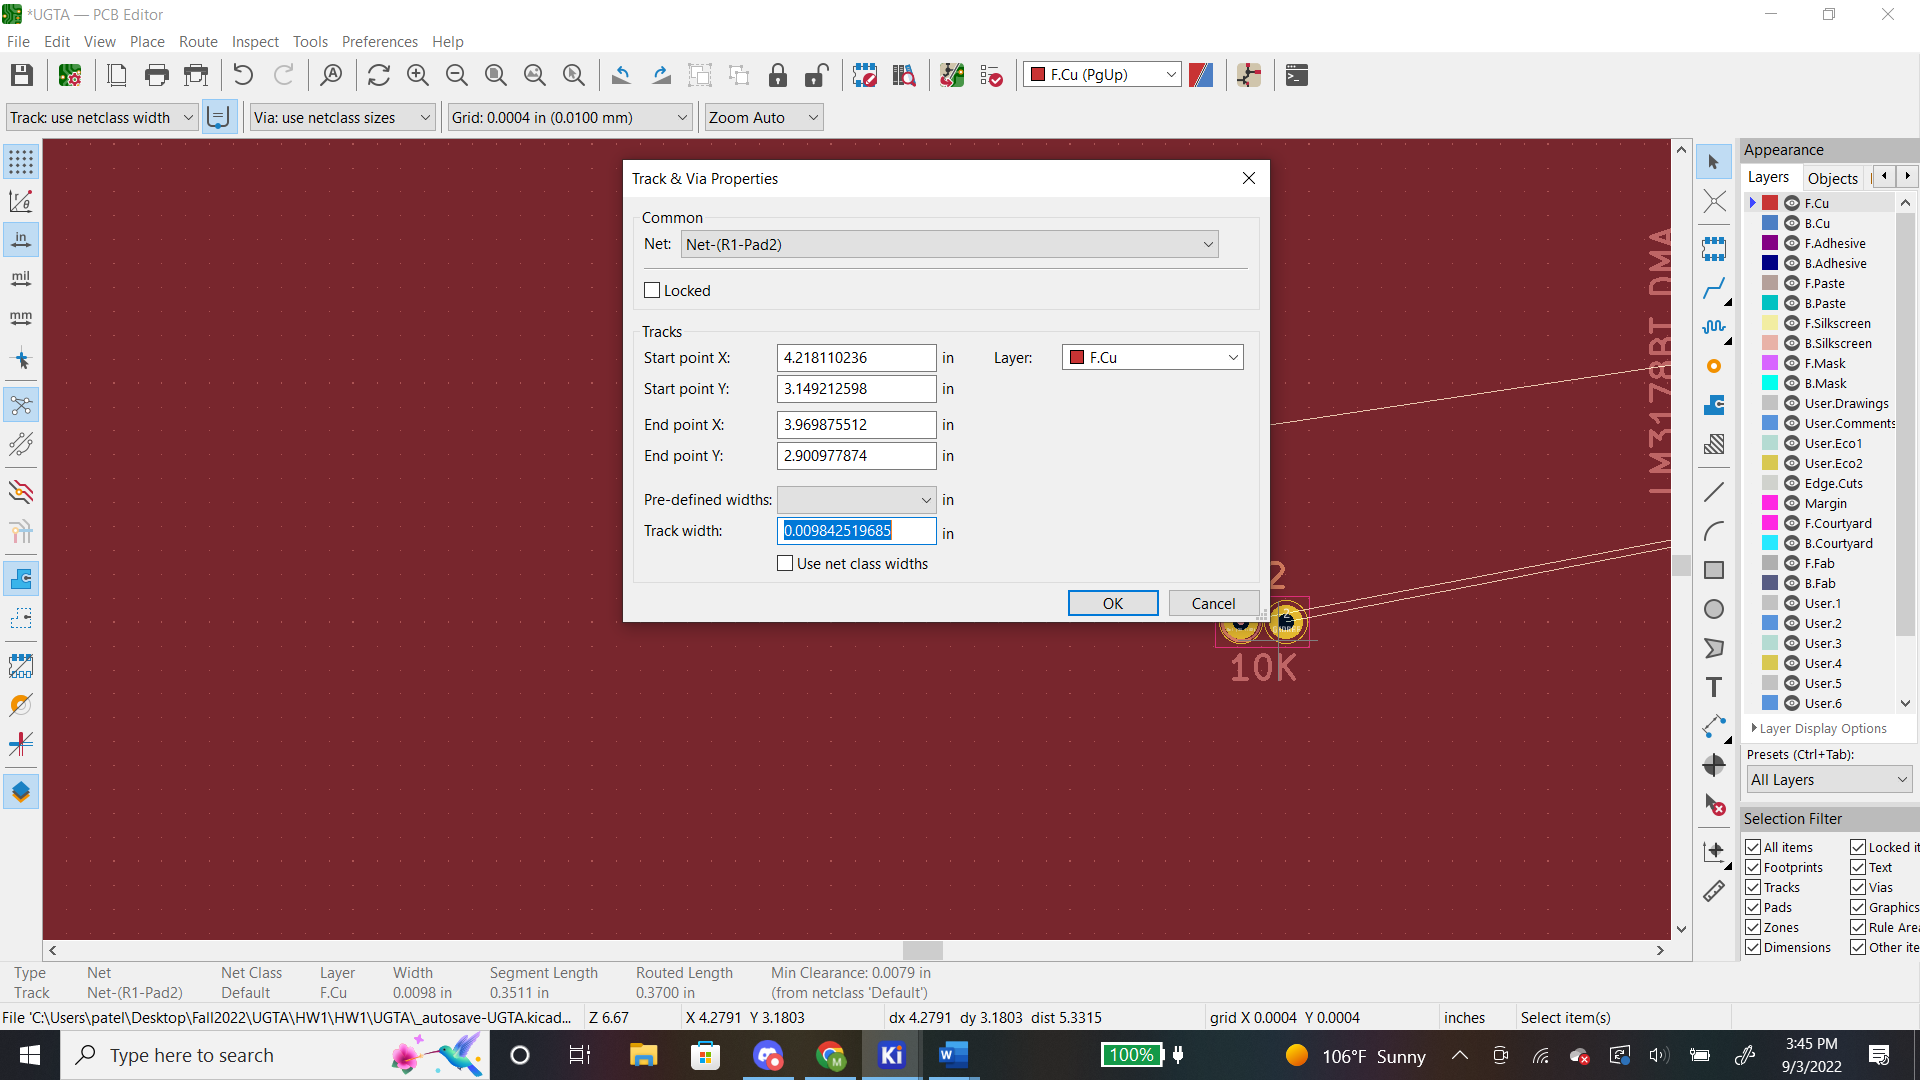 *UGTA — PCB Editor
File Edit View Place Route Inspect Tools Preferences Help
F.Cu (PgUp)
Track: use netclass width Via: use netclass sizes Grid: 0.0004 in (0.0100 mm) Zoom Auto
in
mil
mm
Track & Via Properties
Common
Net: Net-(R1-Pad2)
Locked
Tracks
Start point X: 4.218110236 in Layer: F.Cu
Start point Y: 3.149212598 in
End point X: 3.969875512 in
End point Y: 2.900977874 in
Pre-defined widths: in
Track width: 0.009842519685 in
Use net class widths
OK Cancel
2
2
10K
LM317BBT DMA
Appearance
Layers Objects
F.Cu
B.Cu
F.Adhesive
B.Adhesive
F.Paste
B.Paste
F.Silkscreen
B.Silkscreen
F.Mask
B.Mask
User.Drawings
User.Comments
User.Eco1
User.Eco2
Edge.Cuts
Margin
F.Courtyard
B.Courtyard
F.Fab
B.Fab
User.1
User.2
User.3
User.4
User.5
User.6
Layer Display Options
Presets (Ctrl+Tab):
All Layers
Selection Filter
All items Locked it
Footprints Text
Tracks Vias
Pads Graphics
Zones Rule Area
Dimensions Other ite
Type Net Net Class Layer Width Segment Length Routed Length Min Clearance: 0.0079 in
Track Net-(R1-Pad2) Default F.Cu 0.0098 in 0.3511 in 0.3700 in (from netclass 'Default')
File 'C:\Users\patel\Desktop\Fall2022\UGTA\HW1\HW1\UGTA\_autosave-UGTA.kicad... Z 6.67 X 4.2791 Y 3.1803 dx 4.2791 dy 3.1803 dist 5.3315 grid X 0.0004 Y 0.0004 inches Select item(s)
Type here to search
Ki
100%
106°F Sunny
3:45 PM
9/3/2022